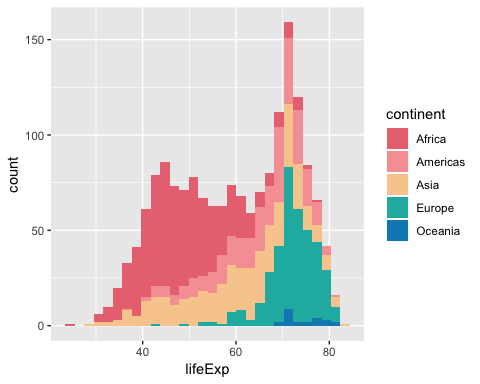 150
100
50
0
count
40
60
80
lifeExp
continent
Africa
Americas
Asia
Europe
Oceania